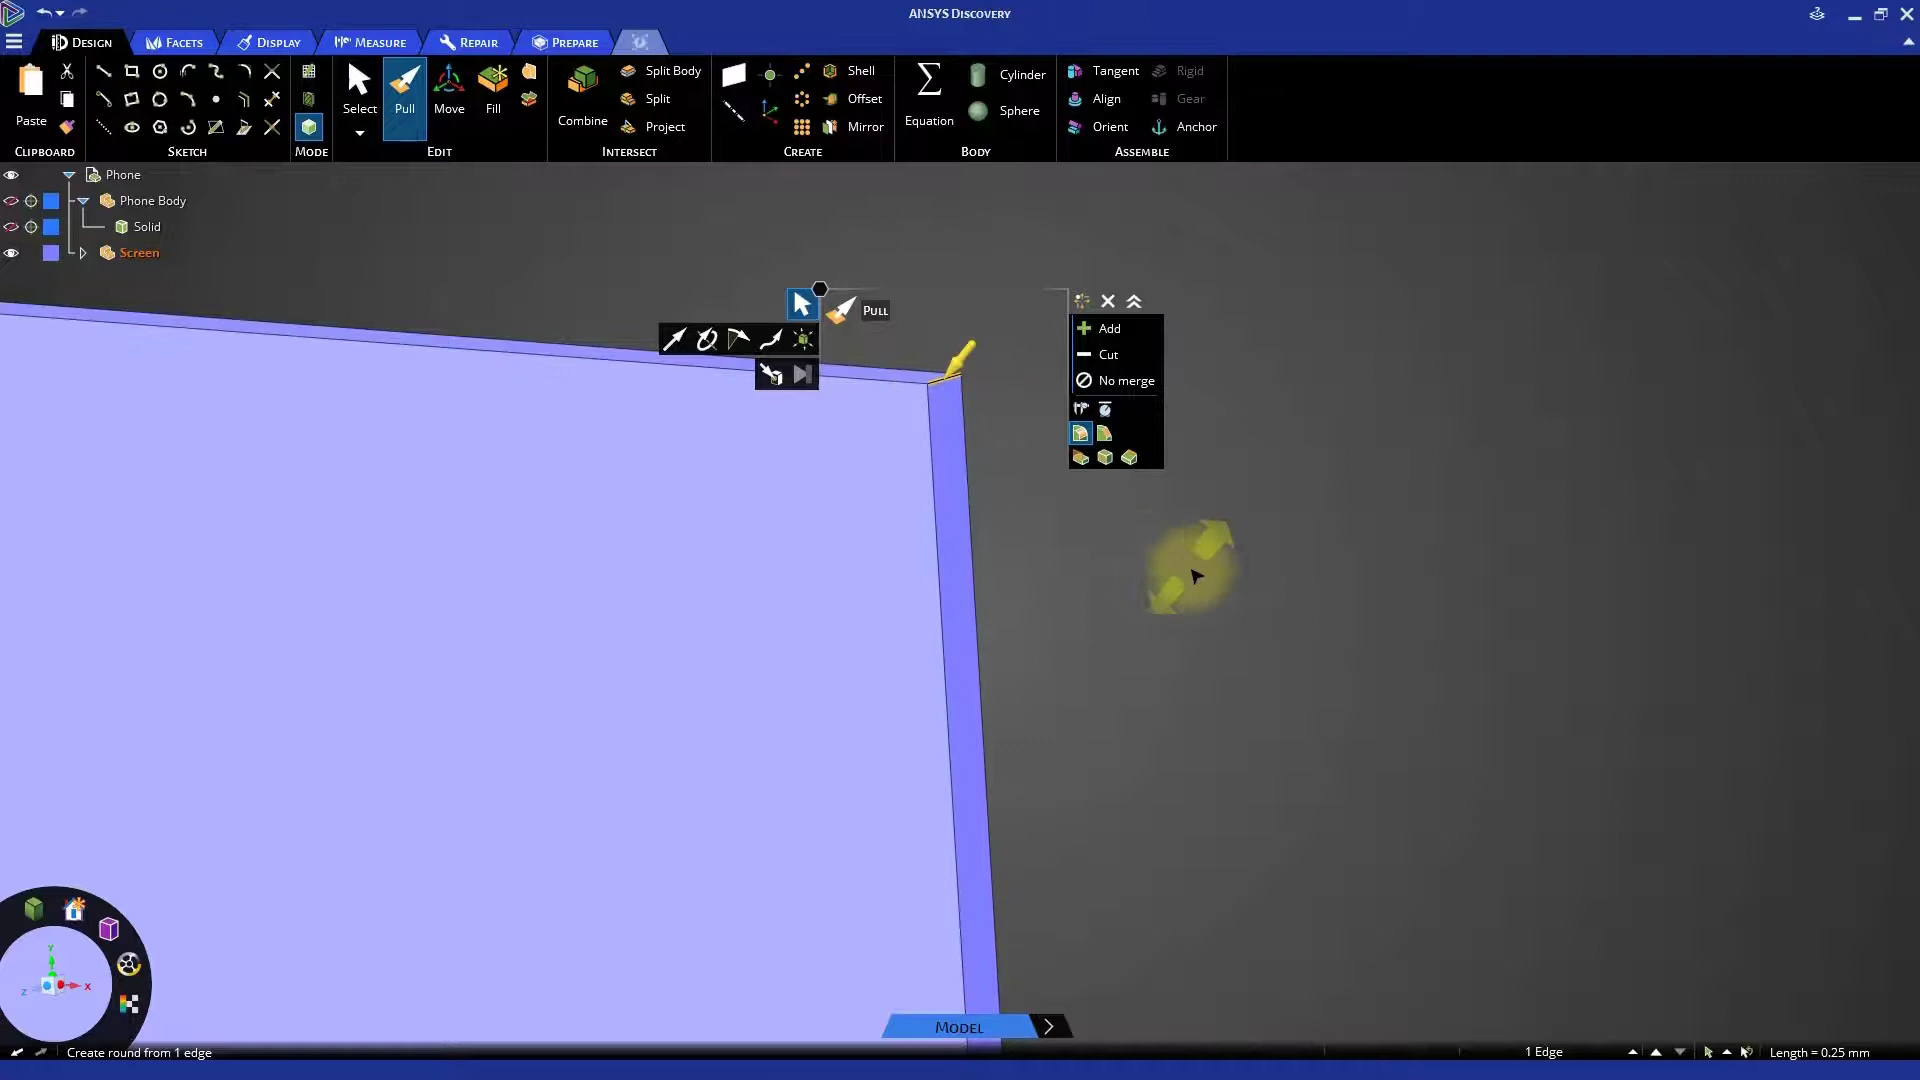 ANSYS Discovery
Design
Facets
Display
Measure
Repair
Prepare
Paste
Clipboard
Sketch
Mode
Select
Pull
Move
Fill
Edit
Combine
Split Body
Split
Project
Intersect
Shell
Offset
Mirror
Create
Equation
Cylinder
Sphere
Body
Tangent
Rigid
Align
Gear
Orient
Anchor
Assemble
Phone
Phone Body
Solid
Screen
Pull
Add
Cut
No merge
Y
Z
X
Model
Create round from 1 edge
1 Edge
Length = 0.25 mm